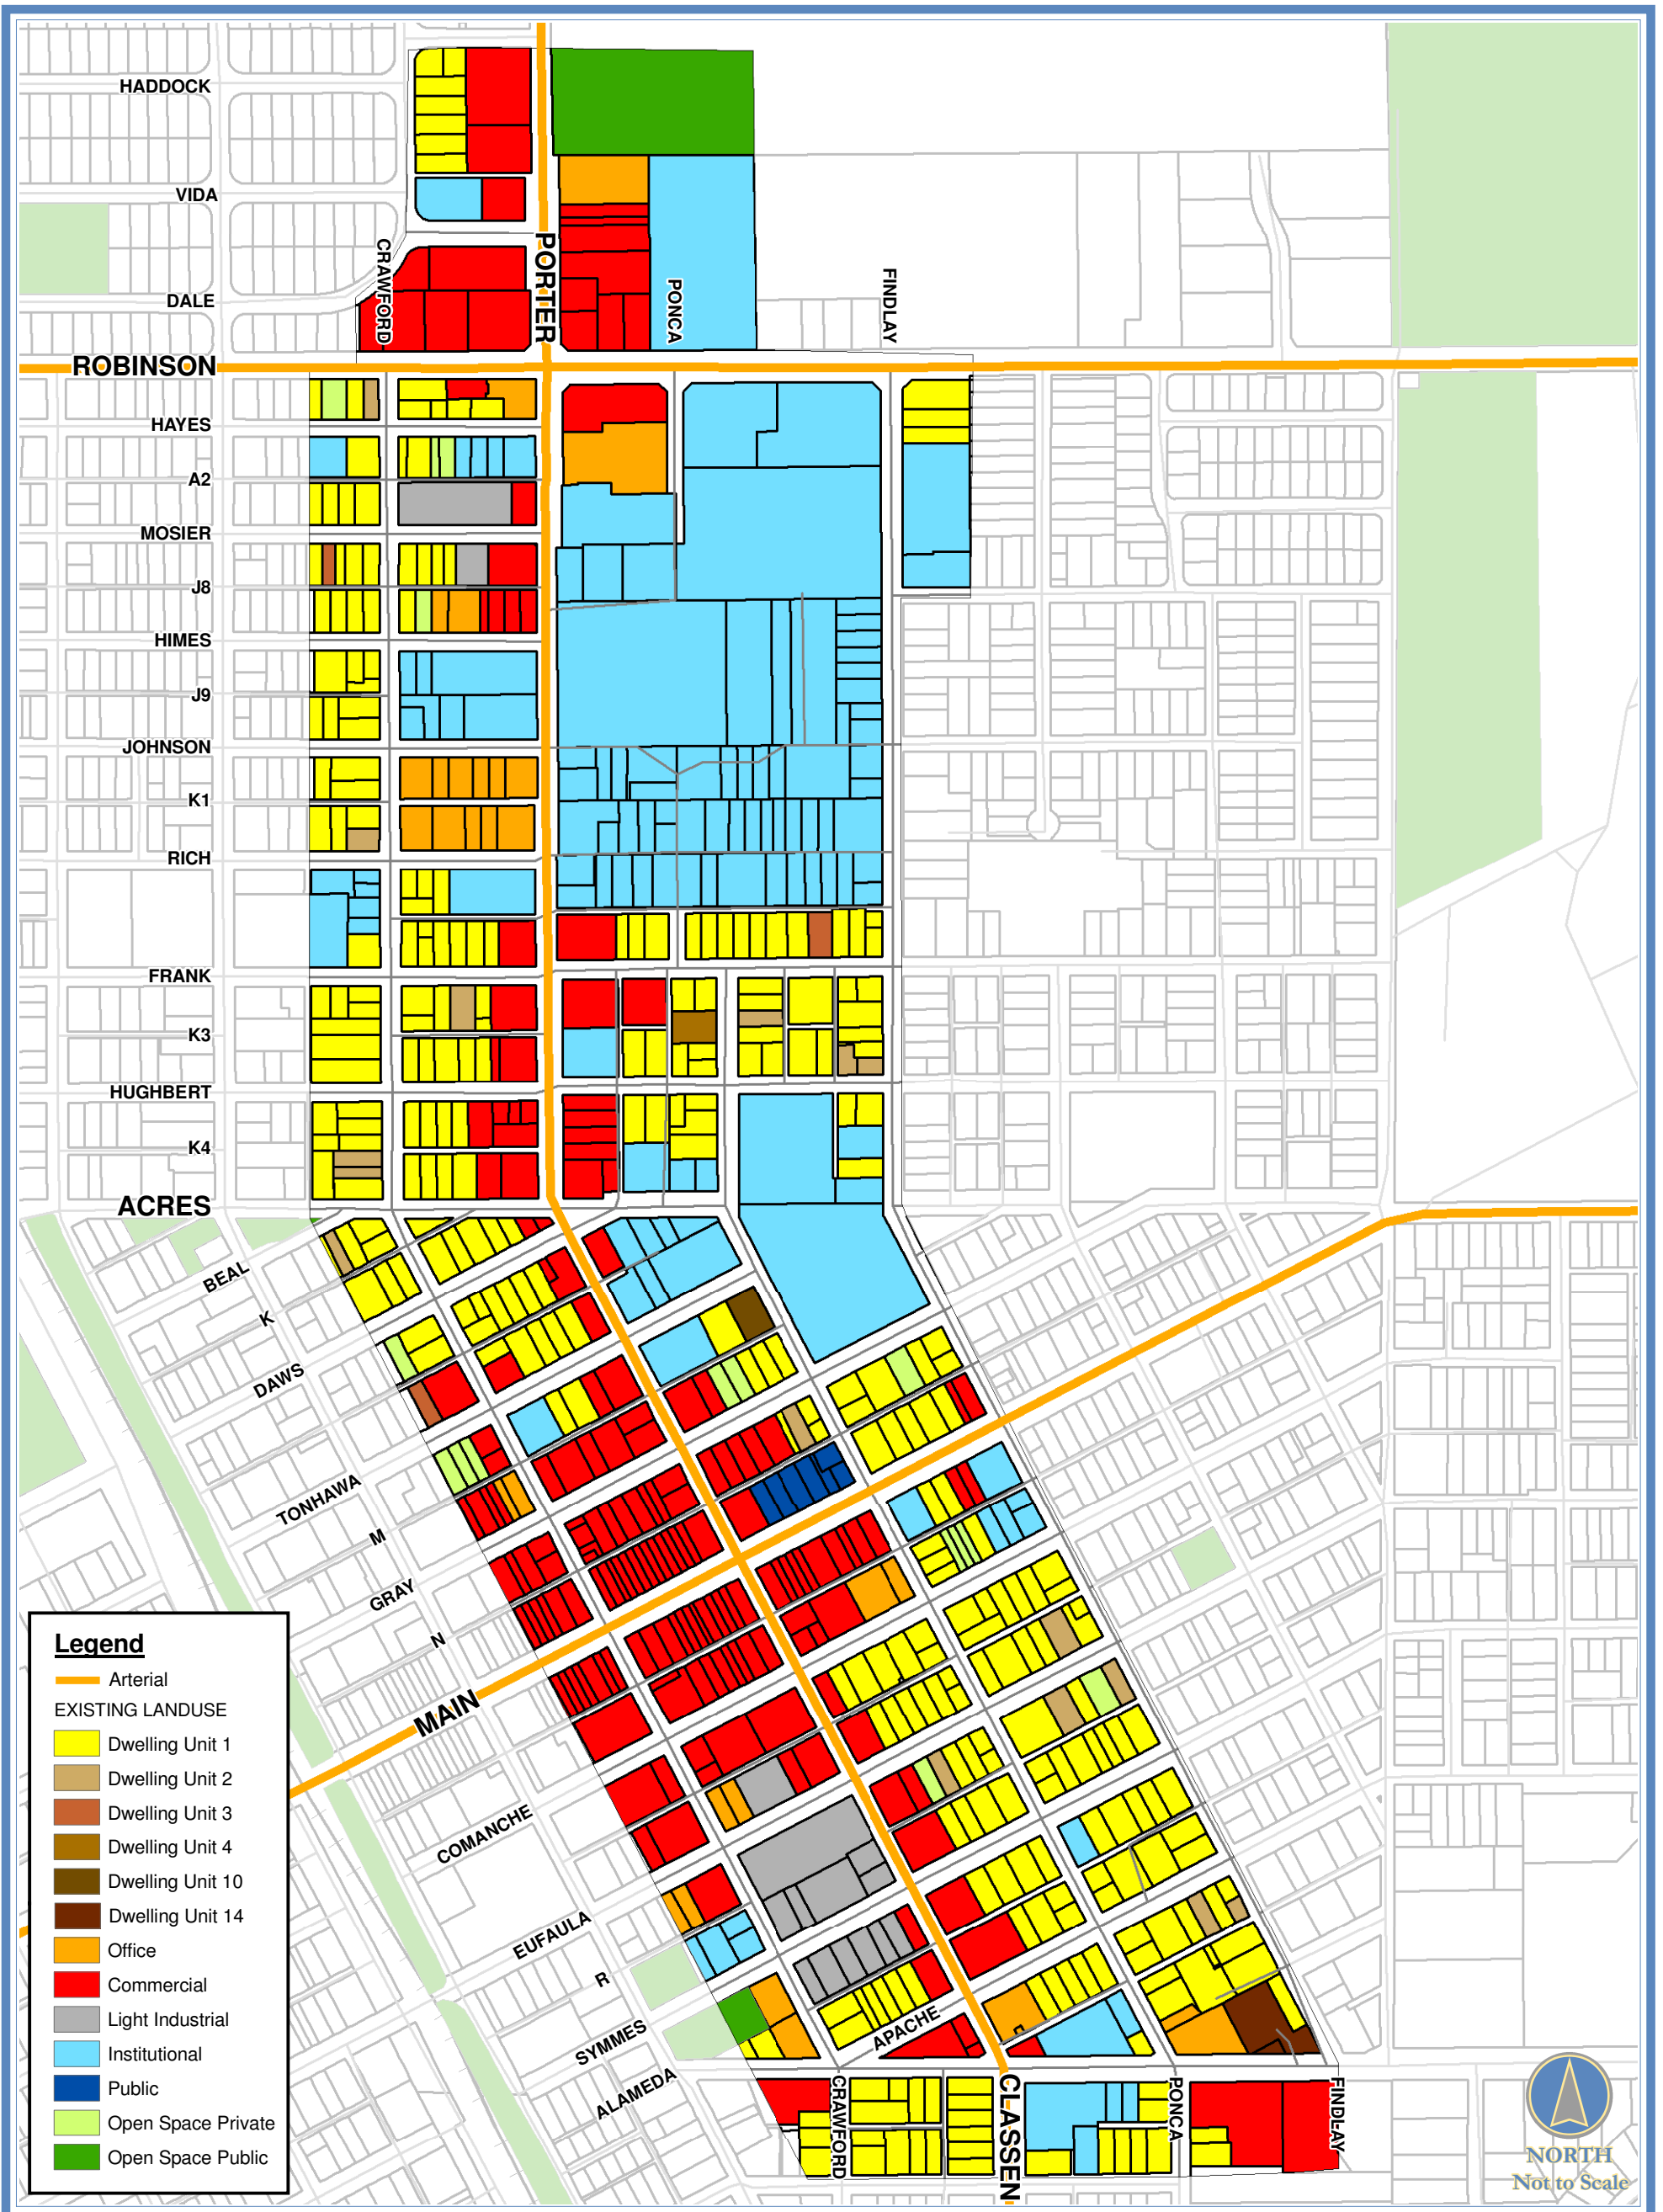 HADDOCK
VIDA
CRAWFORD
PORTER
PONCA
FINDLAY
DALE
ROBINSON
HAYES
A2
MOSIER
J8
HIMES
J9
JOHNSON
K1
RICH
FRANK
K3
HUGHBERT
K4
ACRES
BEAL
K
DAWS
TONHAWA
M
GRAY
N
MAIN
COMANCHE
EUFAULA
R
SYMMES
APACHE
ALAMEDA
CRAWFORD
CLASSEN
PONCA
FINDLAY
Legend
Arterial
EXISTING LANDUSE
Dwelling Unit 1
Dwelling Unit 2
Dwelling Unit 3
Dwelling Unit 4
Dwelling Unit 10
Dwelling Unit 14
Office
Commercial
Light Industrial
Institutional
Public
Open Space Private
Open Space Public
NORTH
Not to Scale